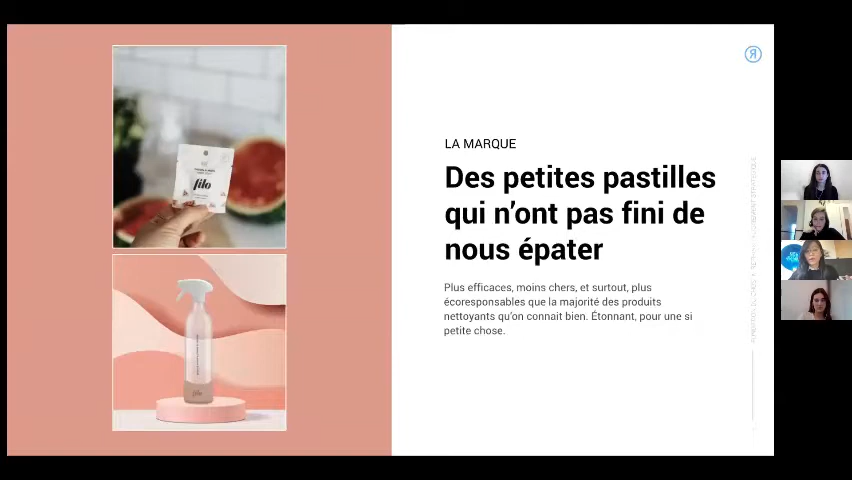 LA MARQUE
Des petites pastilles
qui n’ont pas fini de
nous épater
Plus efficaces, moins chers, et surtout, plus
écoresponsables que la majorité des produits
nettoyants qu’on connait bien. Étonnant, pour une si
petite chose.
filo
filo